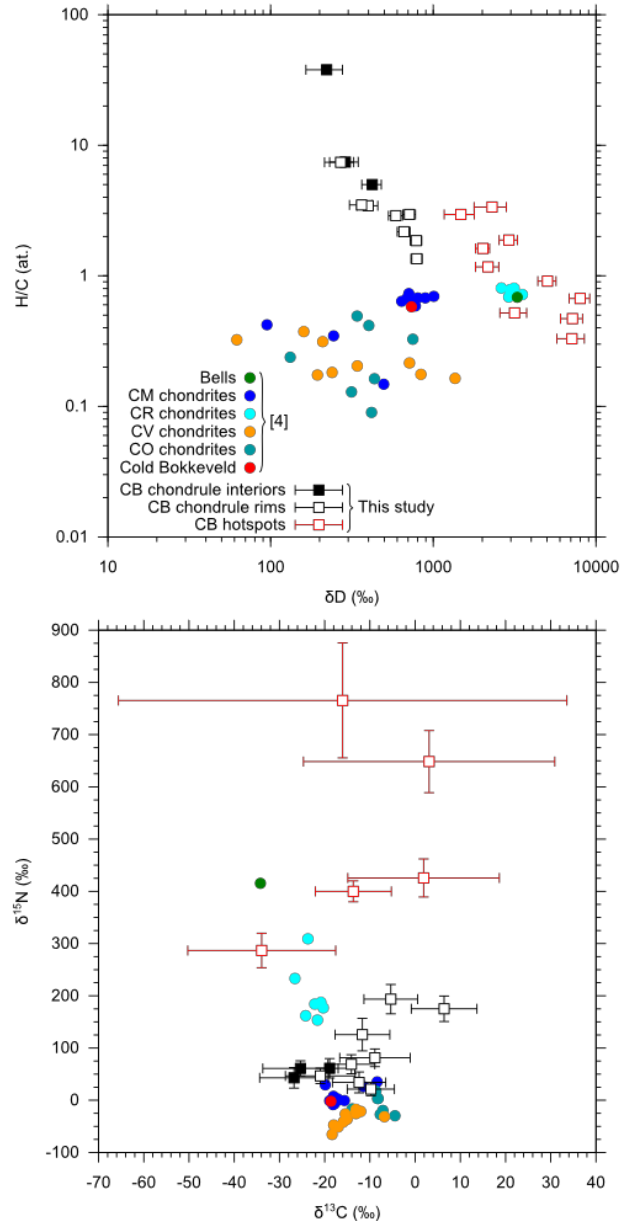 100
10
1
0.1
0.01
H/C (at.)
Bells
CM chondrites
CR chondrites
CV chondrites
CO chondrites
Cold Bokkeveld
[4]
CB chondrule interiors
CB chondrule rims
CB hotspots
This study
10 100 1000 10000
δD (‰)
900
800
700
600
500
400
300
200
100
0
-100
δ¹⁵N (‰)
-70 -60 -50 -40 -30 -20 -10 0 10 20 30 40
δ¹³C (‰)